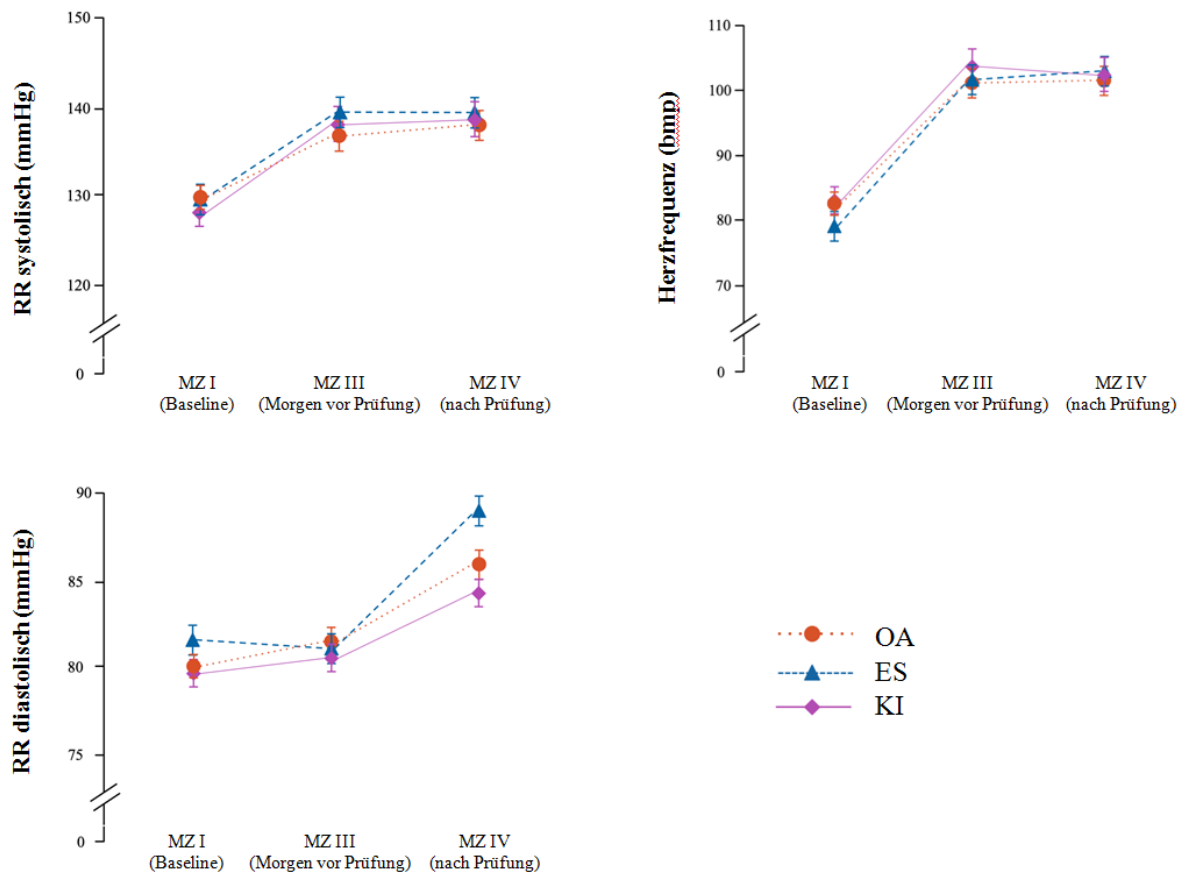 RR systolisch (mmHg)
150
140
130
120
0
MZ I
(Baseline)
MZ III
(Morgen vor Prüfung)
MZ IV
(nach Prüfung)
Herzfrequenz (bmp)
110
100
90
80
70
0
MZ I
(Baseline)
MZ III
(Morgen vor Prüfung)
MZ IV
(nach Prüfung)
RR diastolisch (mmHg)
90
85
80
75
0
MZ I
(Baseline)
MZ III
(Morgen vor Prüfung)
MZ IV
(nach Prüfung)
OA
ES
KI